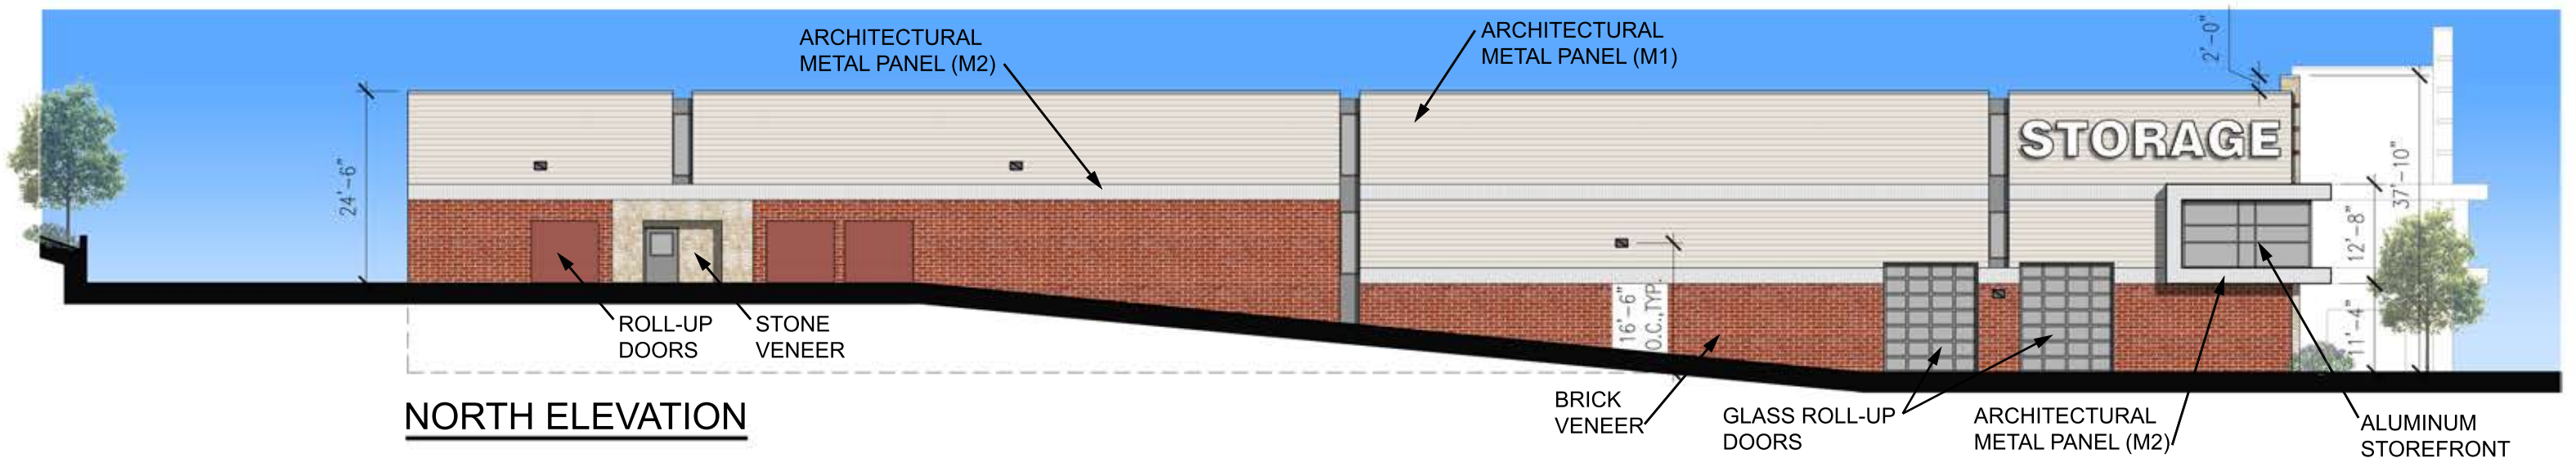 ARCHITECTURAL
METAL PANEL (M2)
ARCHITECTURAL
METAL PANEL (M1)
2'-0"
STORAGE
24'-6"
37'-10"
12'-8"
11'-4"
16'-6"
O.C.,TYP.
ROLL-UP
DOORS
STONE
VENEER
BRICK
VENEER
GLASS ROLL-UP
DOORS
ARCHITECTURAL
METAL PANEL (M2)
ALUMINUM
STOREFRONT
NORTH ELEVATION